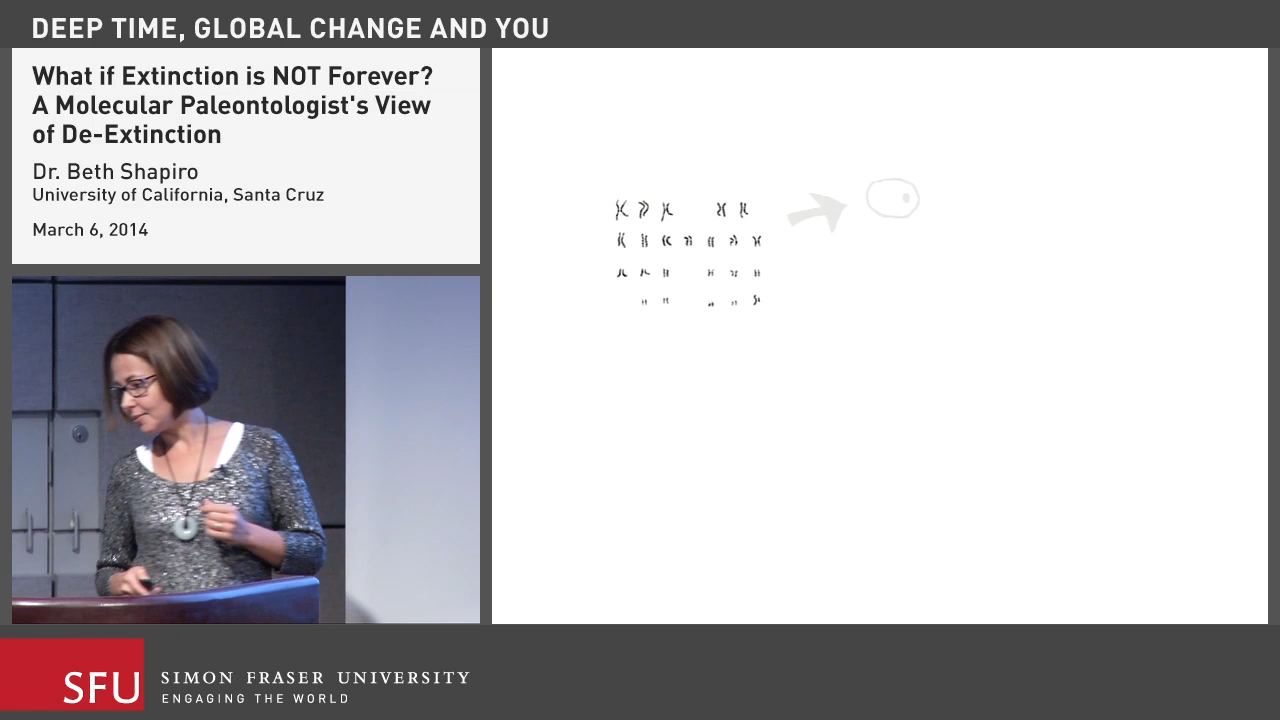 DEEP TIME, GLOBAL CHANGE AND YOU
What if Extinction is NOT Forever?
A Molecular Paleontologist's View
of De-Extinction
Dr. Beth Shapiro
University of California, Santa Cruz
March 6, 2014
SFU
SIMON FRASER UNIVERSITY
ENGAGING THE WORLD